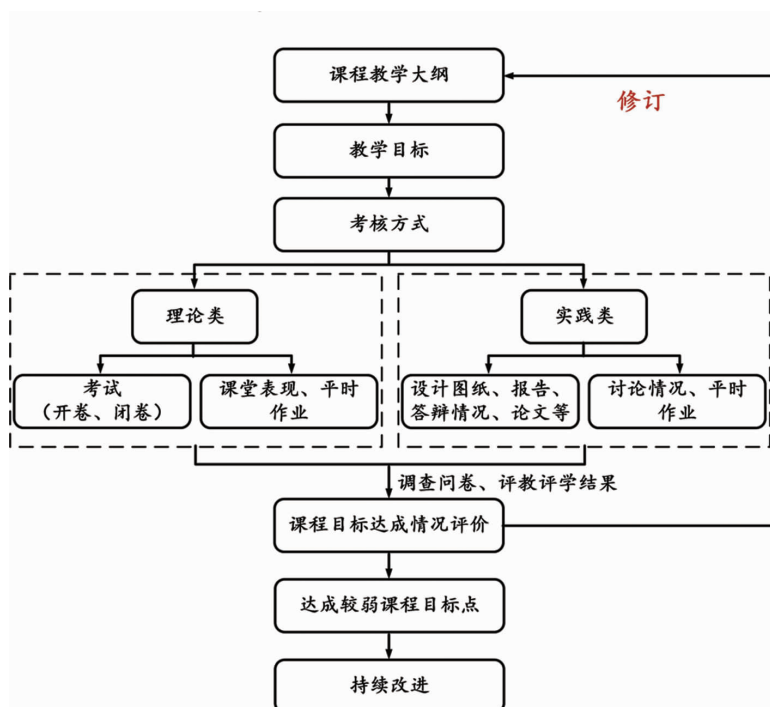 课程教学大纲
修订
教学目标
考核方式
理论类
实践类
考试
（开卷、闭卷）
课堂表现、平时
作业
设计图纸、报告、
答辩情况、论文等
讨论情况、平时
作业
调查问卷、评教评学结果
课程目标达成情况评价
达成较弱课程目标点
持续改进